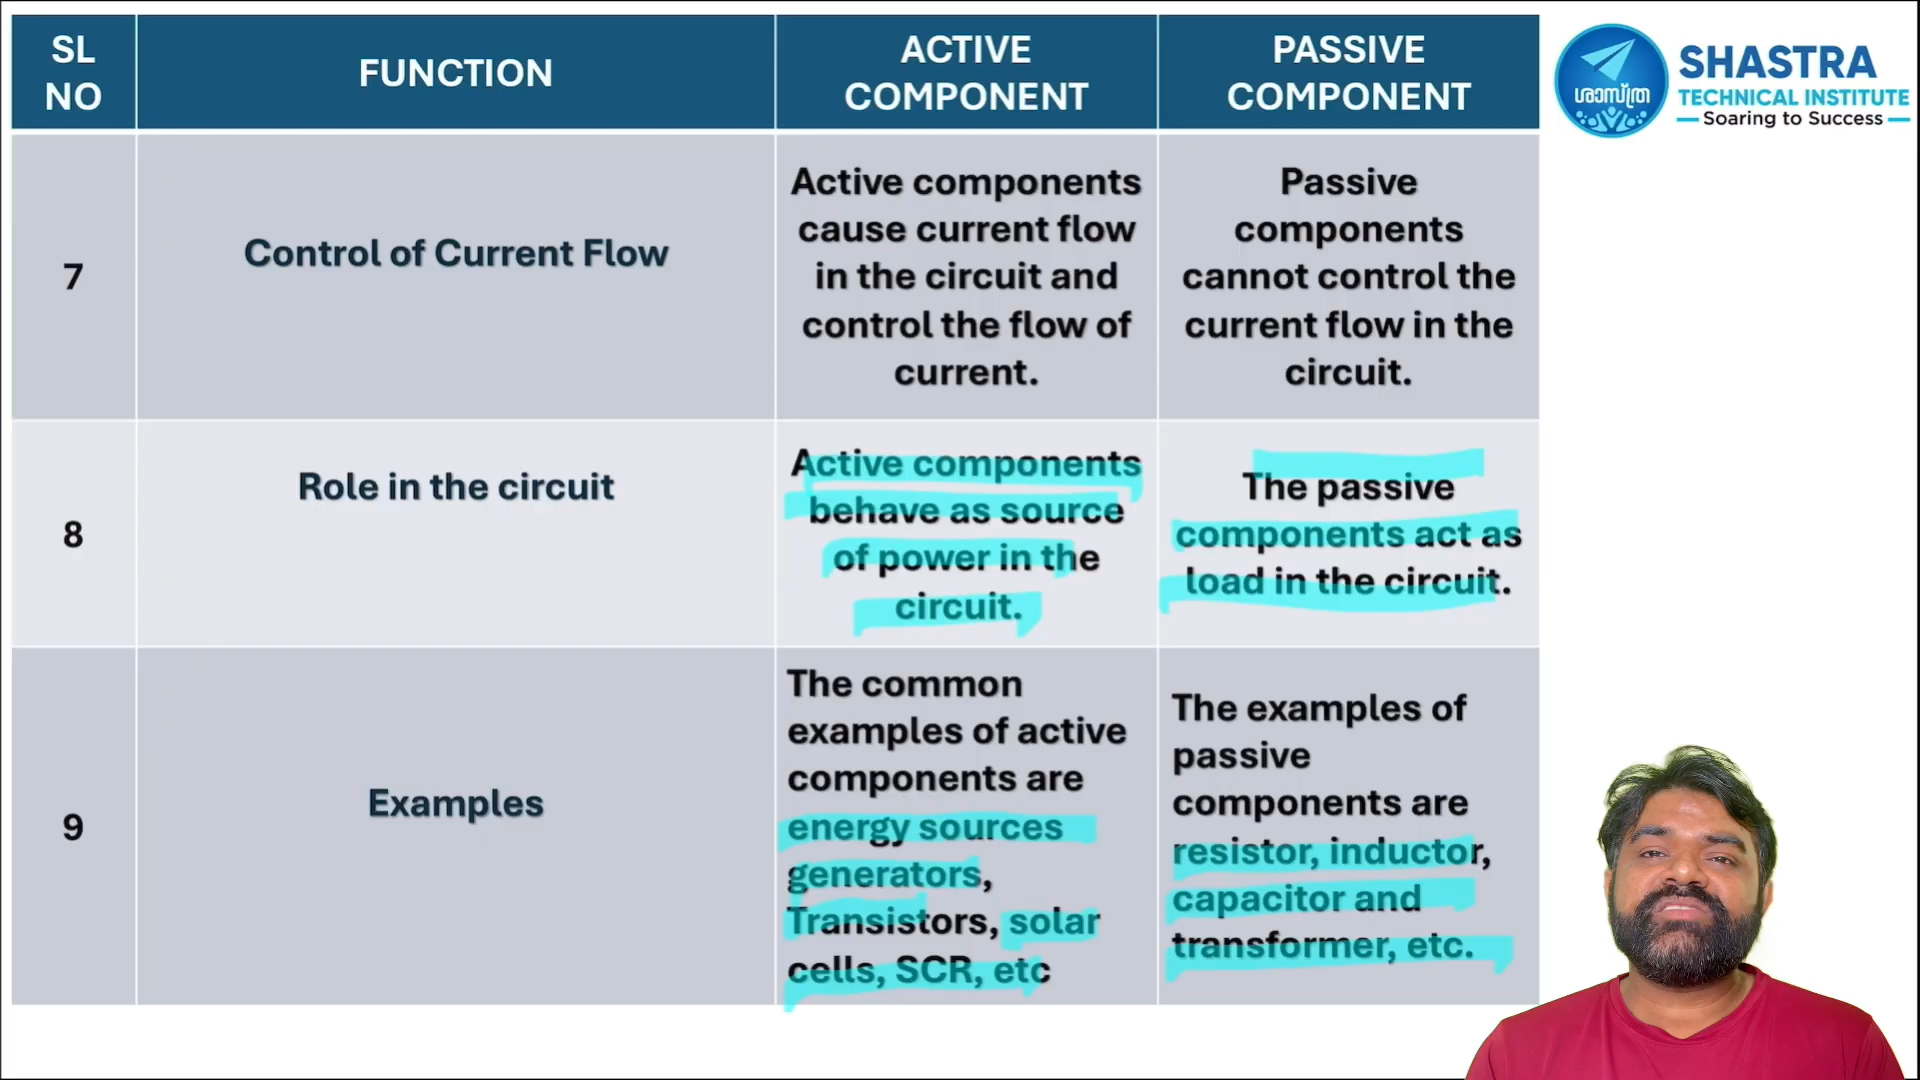 SL
NO
FUNCTION
ACTIVE
COMPONENT
PASSIVE
COMPONENT
ശാസ്ത്ര
SHASTRA
TECHNICAL INSTITUTE
Soaring to Success
7
Control of Current Flow
Active components
cause current flow
in the circuit and
control the flow of
current.
Passive
components
cannot control the
current flow in the
circuit.
8
Role in the circuit
Active components
behave as source
of power in the
circuit.
The passive
components act as
load in the circuit.
9
Examples
The common
examples of active
components are
energy sources
generators,
Transistors, solar
cells, SCR, etc
The examples of
passive
components are
resistor, inductor,
capacitor and
transformer, etc.